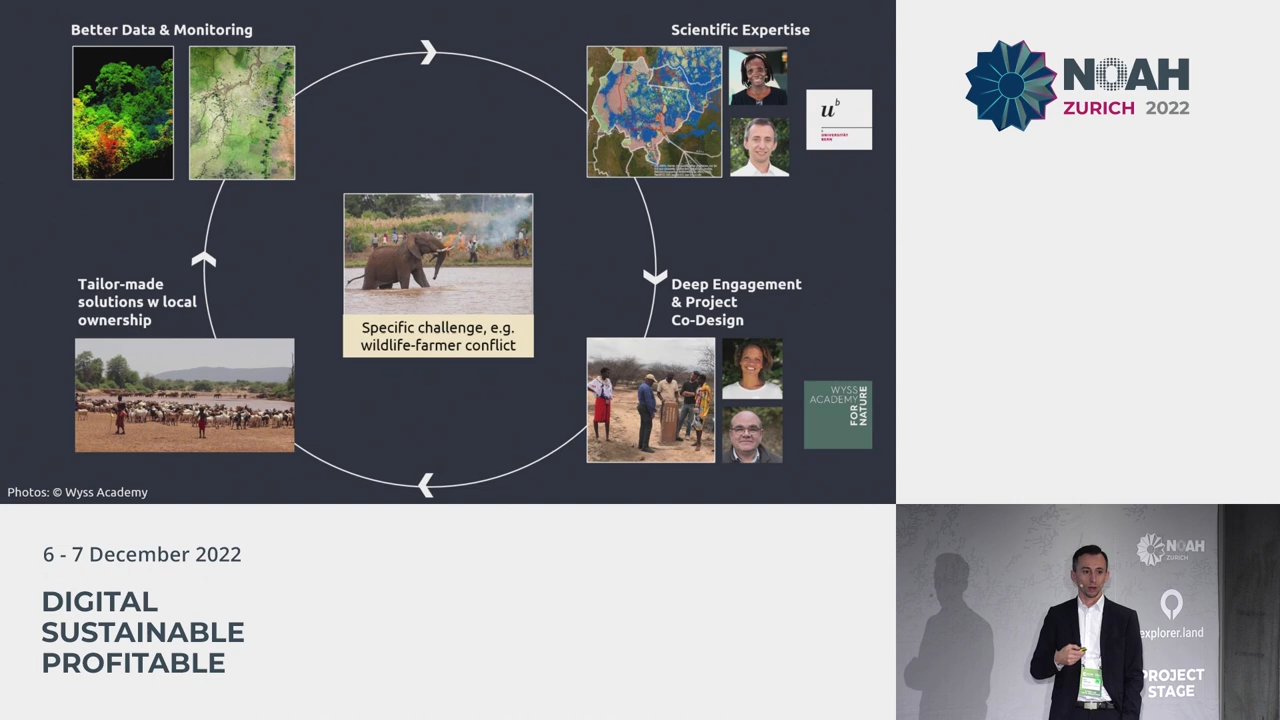 Better Data & Monitoring
Scientific Expertise
u
b
UNIVERSITÄT
BERN
Tailor-made
solutions w local
ownership
Specific challenge, e.g.
wildlife-farmer conflict
Deep Engagement
& Project
Co-Design
WYSS
ACADEMY
FOR
NATURE
Photos: © Wyss Academy
NOAH
ZURICH 2022
6 - 7 December 2022
DIGITAL
SUSTAINABLE
PROFITABLE
NOAH
ZURICH
explorer.land
PROJECT
STAGE